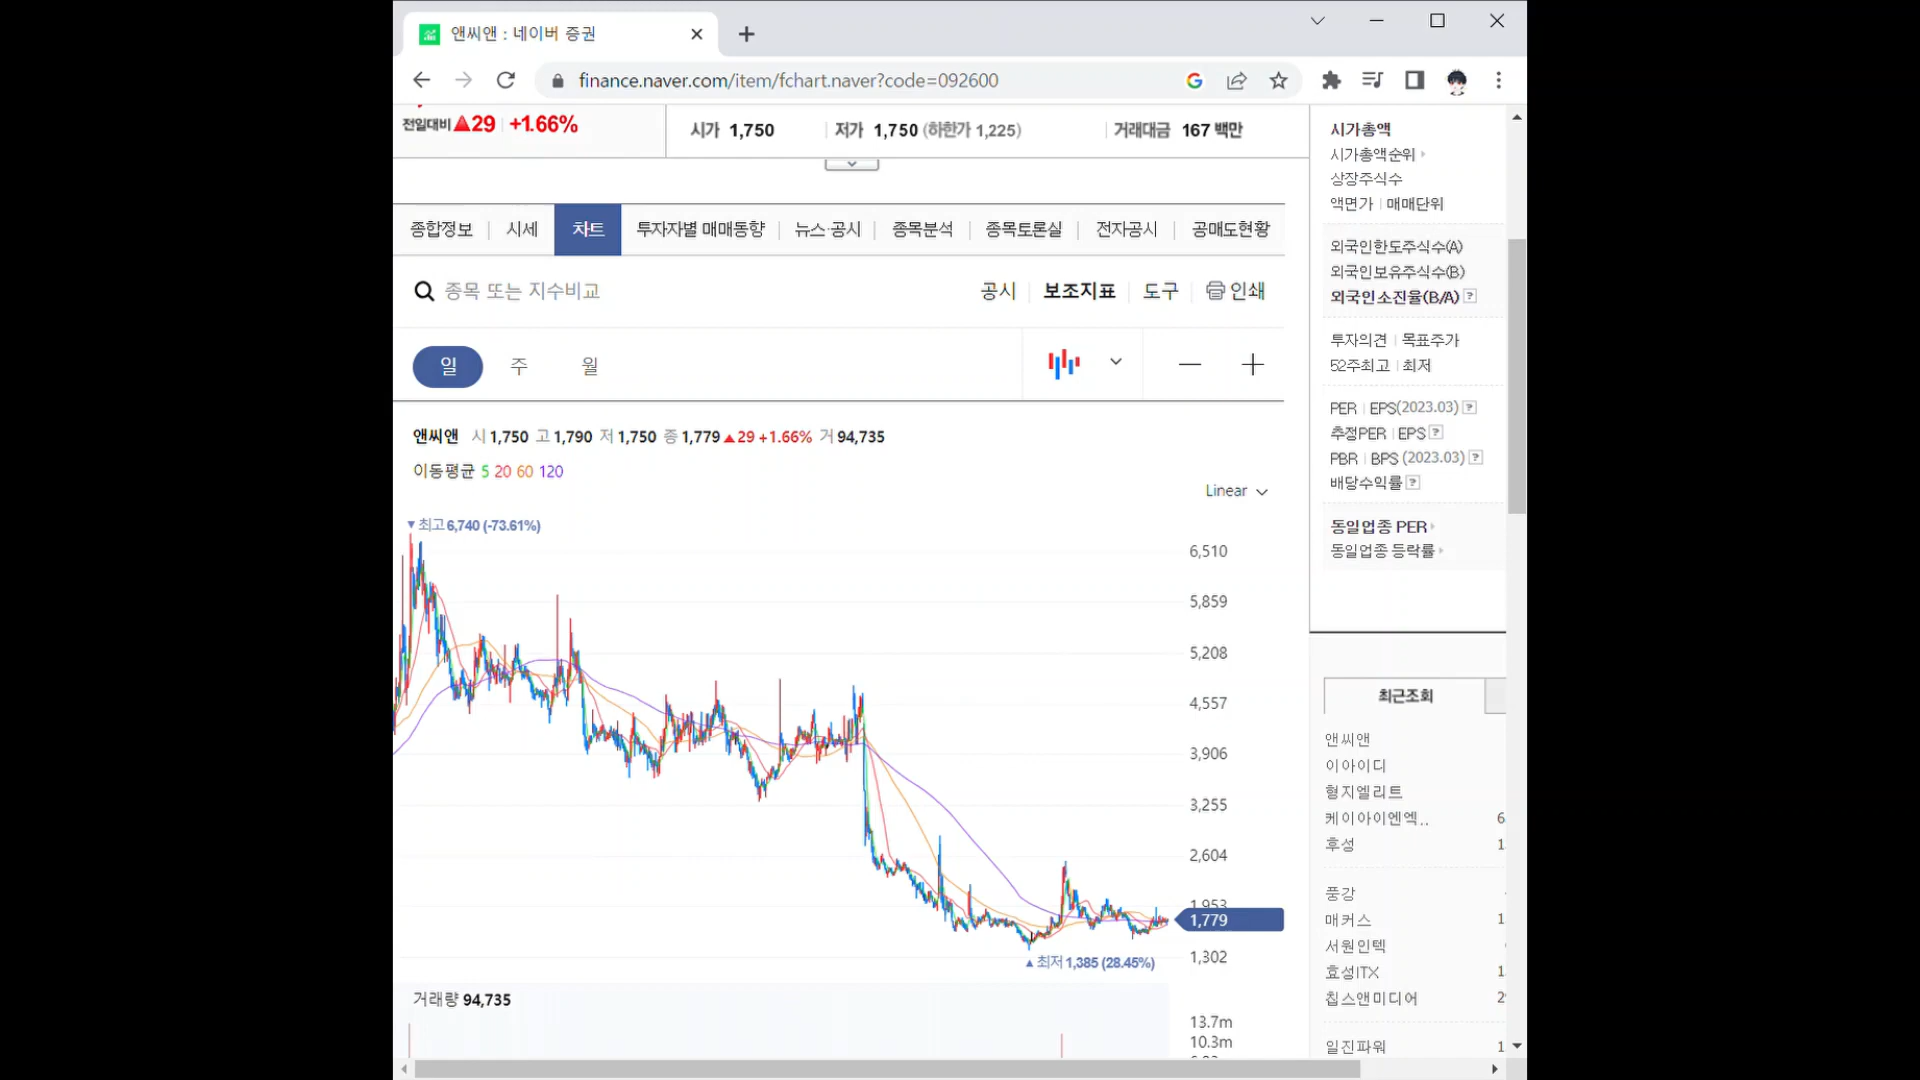 앤씨앤 : 네이버 증권
finance.naver.com/item/fchart.naver?code=092600
전일대비 ▲29 +1.66%
시가 1,750 저가 1,750 (하한가 1,225) 거래대금 167 백만
종합정보 시세 차트 투자자별 매매동향 뉴스·공시 종목분석 종목토론실 전자공시 공매도현황
종목 또는 지수비교 공시 보조지표 도구 인쇄
일 주 월
앤씨앤 시 1,750 고 1,790 저 1,750 종 1,779 ▲29 +1.66% 거 94,735
이동평균 5 20 60 120
Linear
▼최고 6,740 (-73.61%)
6,510
5,859
5,208
4,557
3,906
3,255
2,604
1,953
1,779
1,302
▲최저 1,385 (28.45%)
거래량 94,735
13.7m
10.3m
시가총액
시가총액순위
상장주식수
액면가 매매단위
외국인한도주식수(A)
외국인보유주식수(B)
외국인소진율(B/A) ?
투자의견 목표주가
52주최고 최저
PER EPS(2023.03) ?
추정PER EPS ?
PBR BPS (2023.03) ?
배당수익률 ?
동일업종 PER
동일업종 등락률
최근조회
앤씨앤
이아이디
형지엘리트
케이아이엔엑.. 6
후성 1
풍강
매커스 1
서원인텍
효성ITX 1
칩스앤미디어 2
일진파워 1